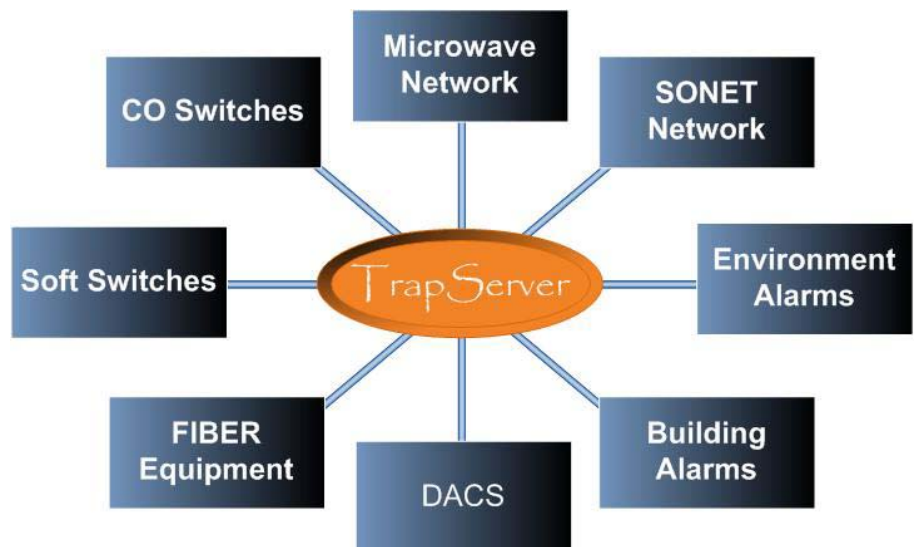 Microwave
Network
CO Switches
SONET
Network
Soft Switches
TrapServer
Environment
Alarms
FIBER
Equipment
DACS
Building
Alarms